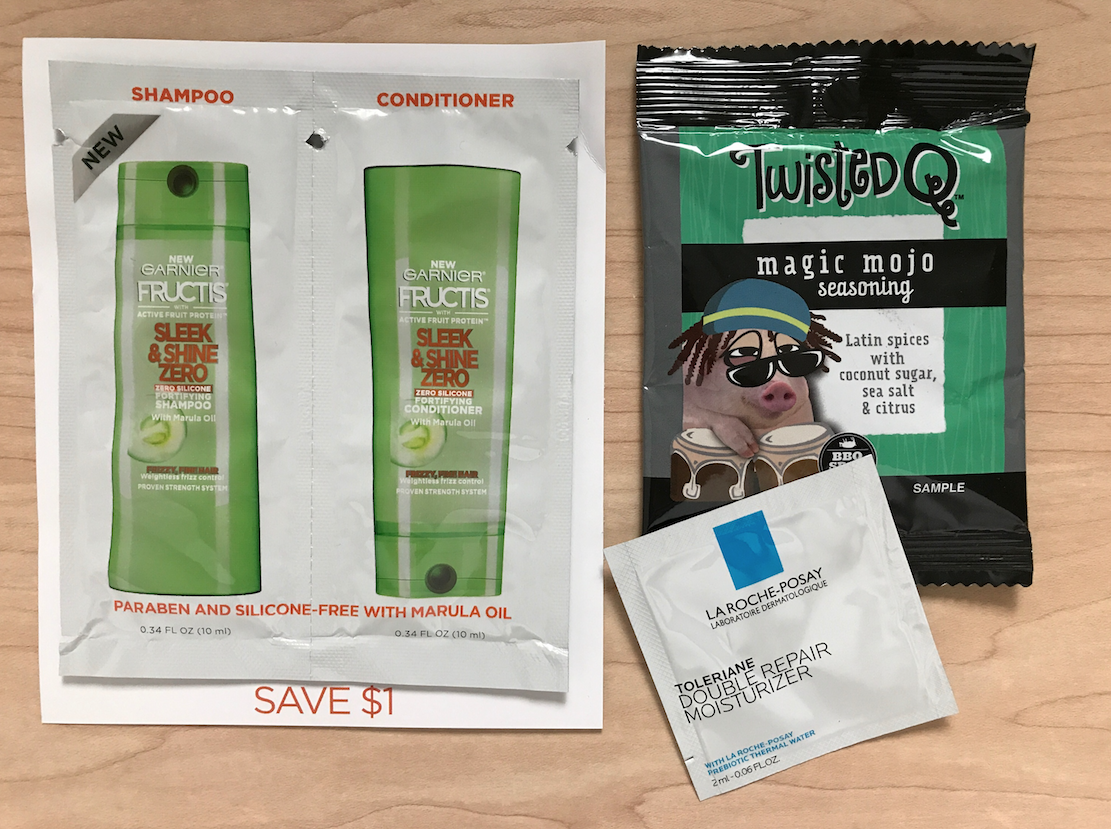 SHAMPOO
CONDITIONER
NEW
NEW
GARNIER
FRUCTIS
WITH
ACTIVE FRUIT PROTEIN™
SLEEK
& SHINE
ZERO
ZERO SILICONE
FORTIFYING
SHAMPOO
With Marula Oil
FRIZZY, FINE HAIR
Weightless frizz control
PROVEN STRENGTH SYSTEM
NEW
GARNIER
FRUCTIS
WITH
ACTIVE FRUIT PROTEIN™
SLEEK
& SHINE
ZERO
ZERO SILICONE
FORTIFYING
CONDITIONER
With Marula Oil
FRIZZY, FINE HAIR
Weightless frizz control
PROVEN STRENGTH SYSTEM
PARABEN AND SILICONE-FREE WITH MARULA OIL
0.34 FL OZ (10 ml)
0.34 FL OZ (10 ml)
SAVE $1
TWisteD Q™
magic mojo
seasoning
Latin spices
with
coconut sugar,
sea salt
& citrus
BBQ
SAMPLE
LA ROCHE-POSAY
LABORATOIRE DERMATOLOGIQUE
TOLERIANE
DOUBLE REPAIR
MOISTURIZER
WITH LA ROCHE-POSAY
PREBIOTIC THERMAL WATER
2ml - 0.06 FL.OZ.